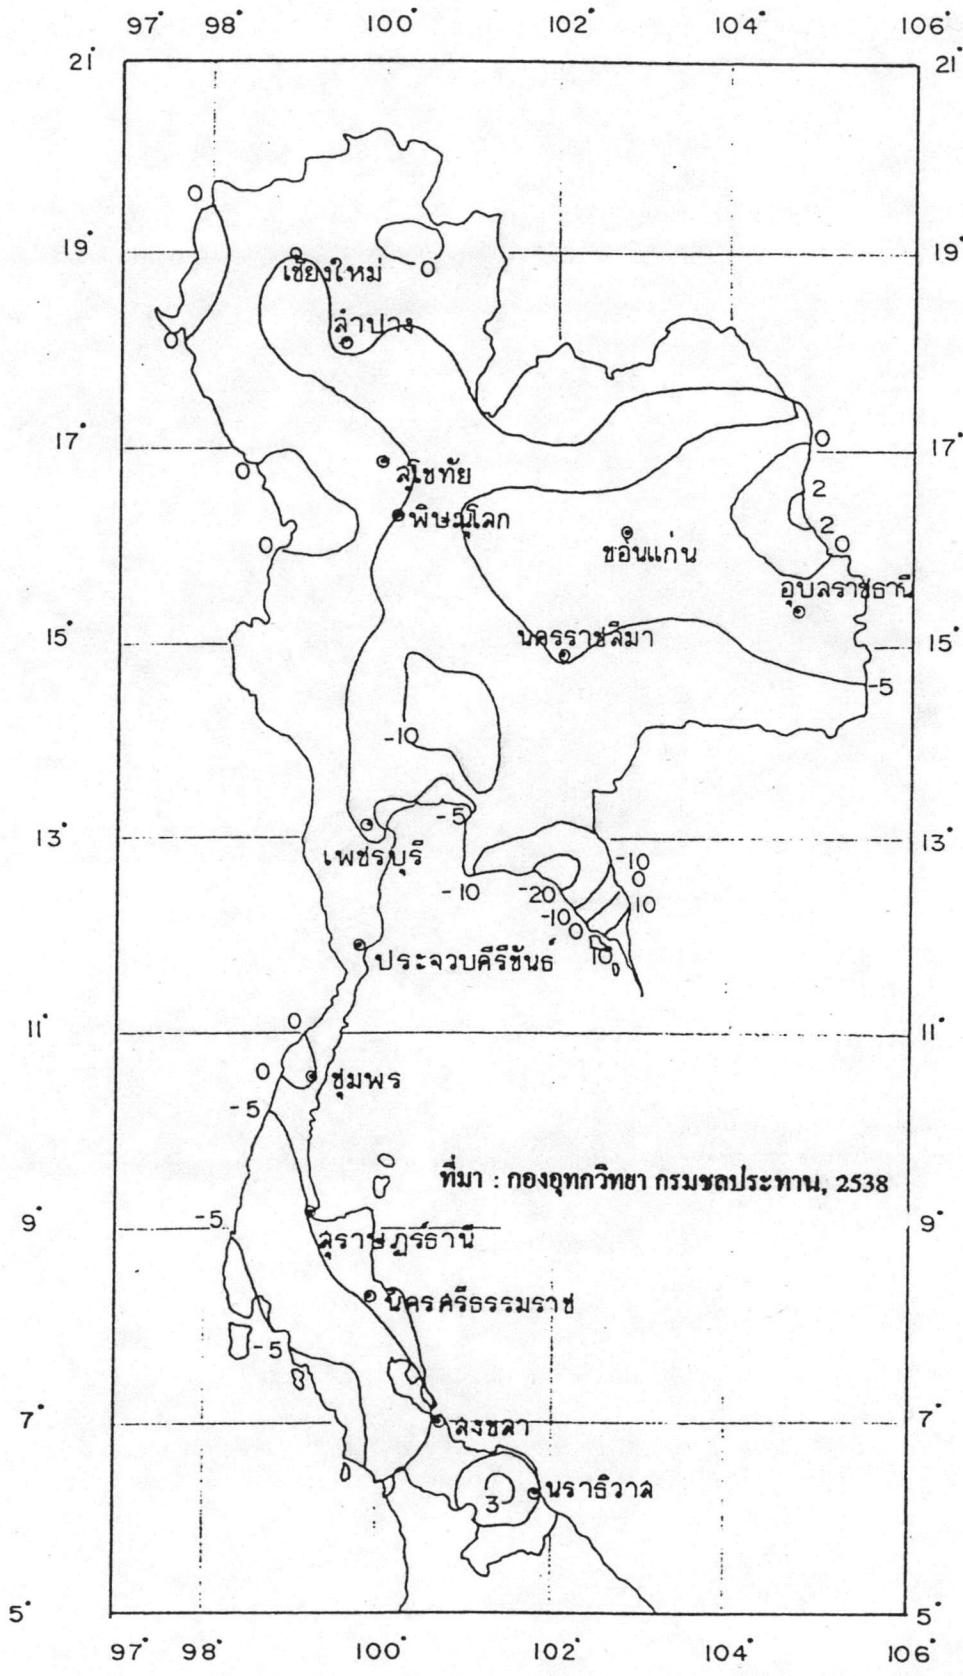 97° 98° 100° 102° 104° 106°
21° 21°
0
19° 19°
เชียงใหม่
0
ลำปาง
0
17° 17°
0
0
สุโขทัย
2
พิษณุโลก
2
0
ขอนแก่น
0
อุบลราชธานี
15° 15°
นครราชสีมา
-5
-10
-5
13° 13°
เพชรบุรี
-10
-10
-20
0
10
-10
0
10
ประจวบคีรีขันธ์
0
11° 11°
0
ชุมพร
-5
ที่มา : กองอุทกวิทยา กรมชลประทาน, 2538
-5
9° 9°
สุราษฎร์ธานี
นครศรีธรรมราช
-5
7° 7°
สงขลา
นราธิวาส
3
5° 5°
97° 98° 100° 102° 104° 106°